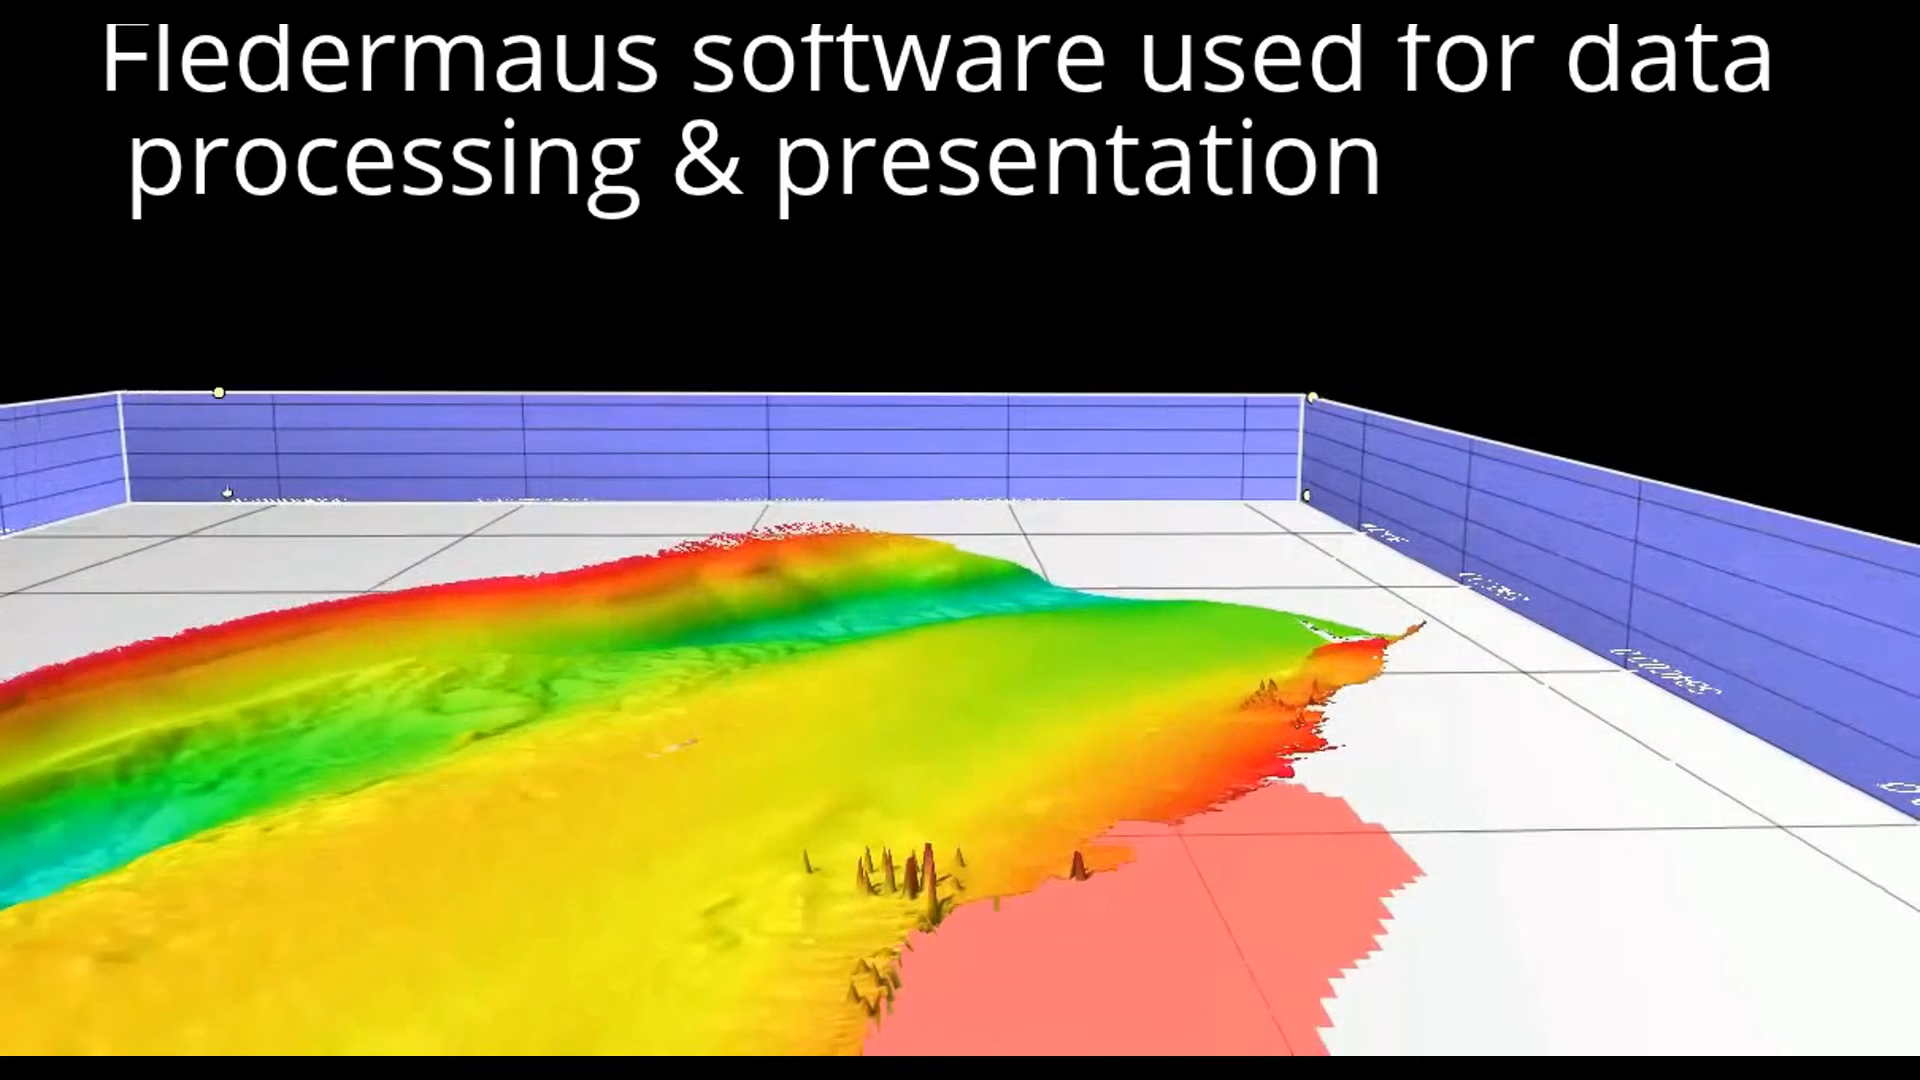 Fledermaus software used for data
processing & presentation